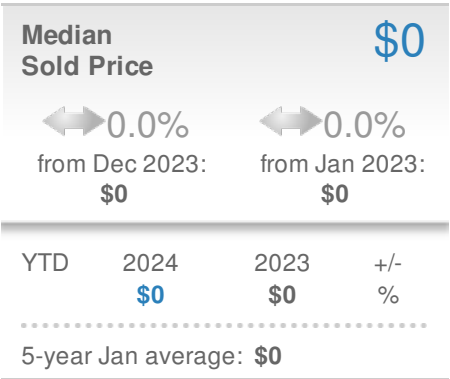 Median $0
Sold Price
0.0% 0.0%
from Dec 2023: from Jan 2023:
$0 $0
YTD 2024 2023 +/-
$0 $0 %
5-year Jan average: $0